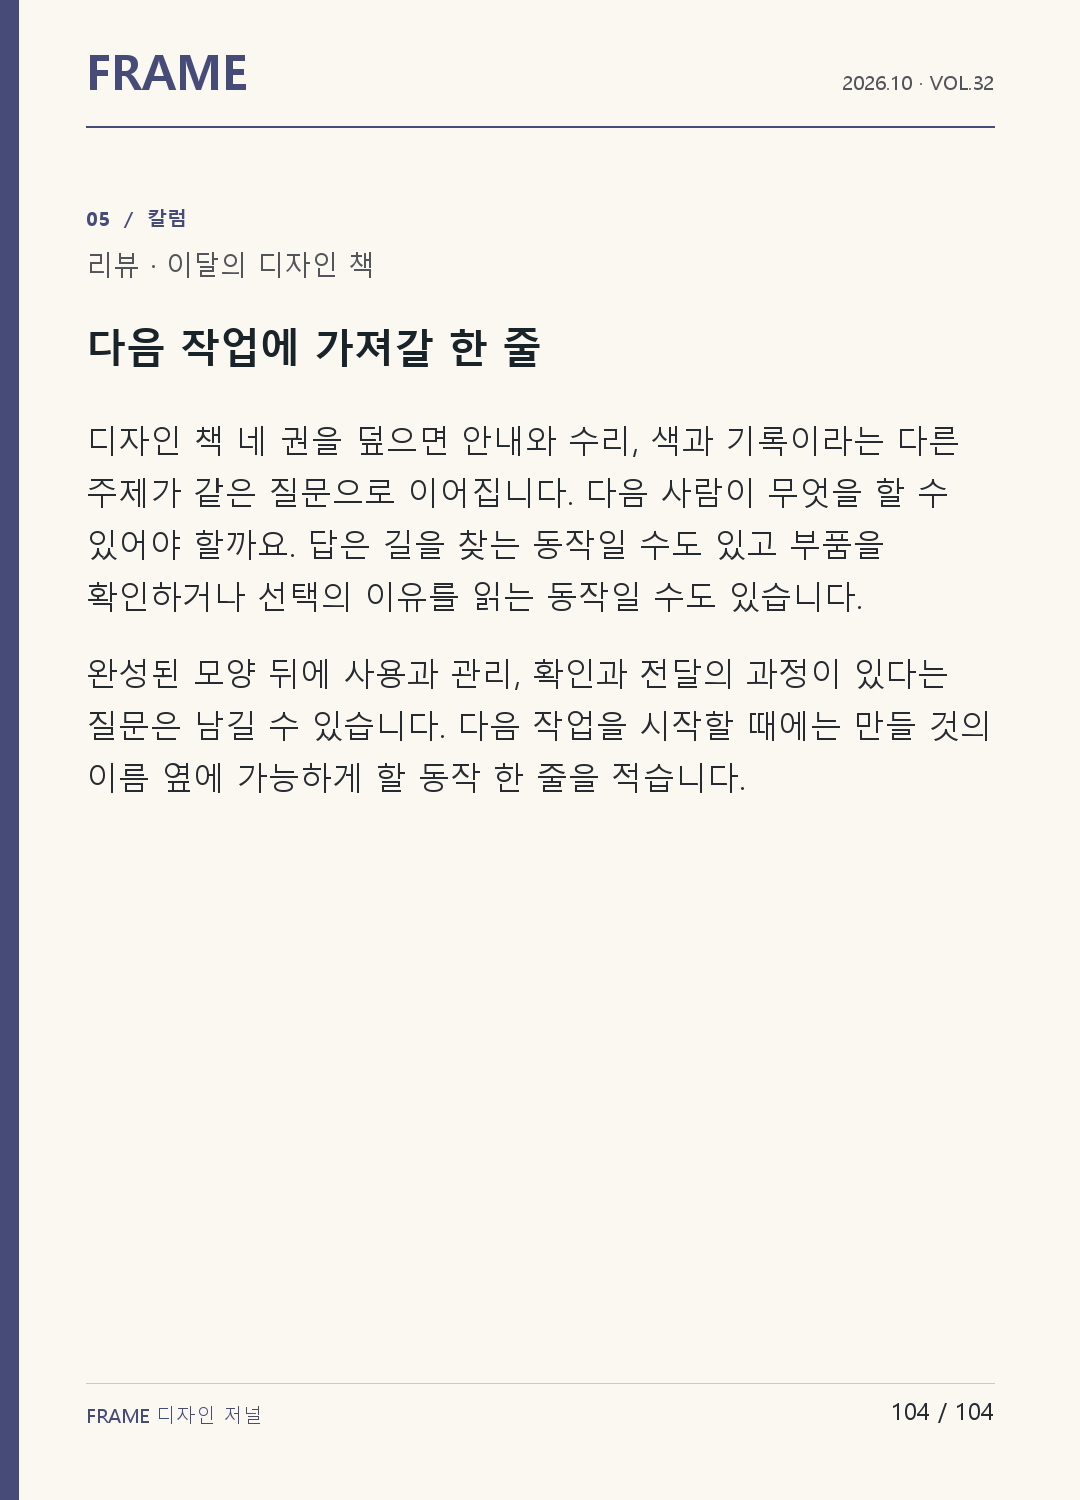 FRAME
2026.10 · VOL.32
05 / 칼럼
리뷰 · 이달의 디자인 책
다음 작업에 가져갈 한 줄
디자인 책 네 권을 덮으면 안내와 수리, 색과 기록이라는 다른
주제가 같은 질문으로 이어집니다. 다음 사람이 무엇을 할 수
있어야 할까요. 답은 길을 찾는 동작일 수도 있고 부품을
확인하거나 선택의 이유를 읽는 동작일 수도 있습니다.
완성된 모양 뒤에 사용과 관리, 확인과 전달의 과정이 있다는
질문은 남길 수 있습니다. 다음 작업을 시작할 때에는 만들 것의
이름 옆에 가능하게 할 동작 한 줄을 적습니다.
FRAME 디자인 저널
104 / 104